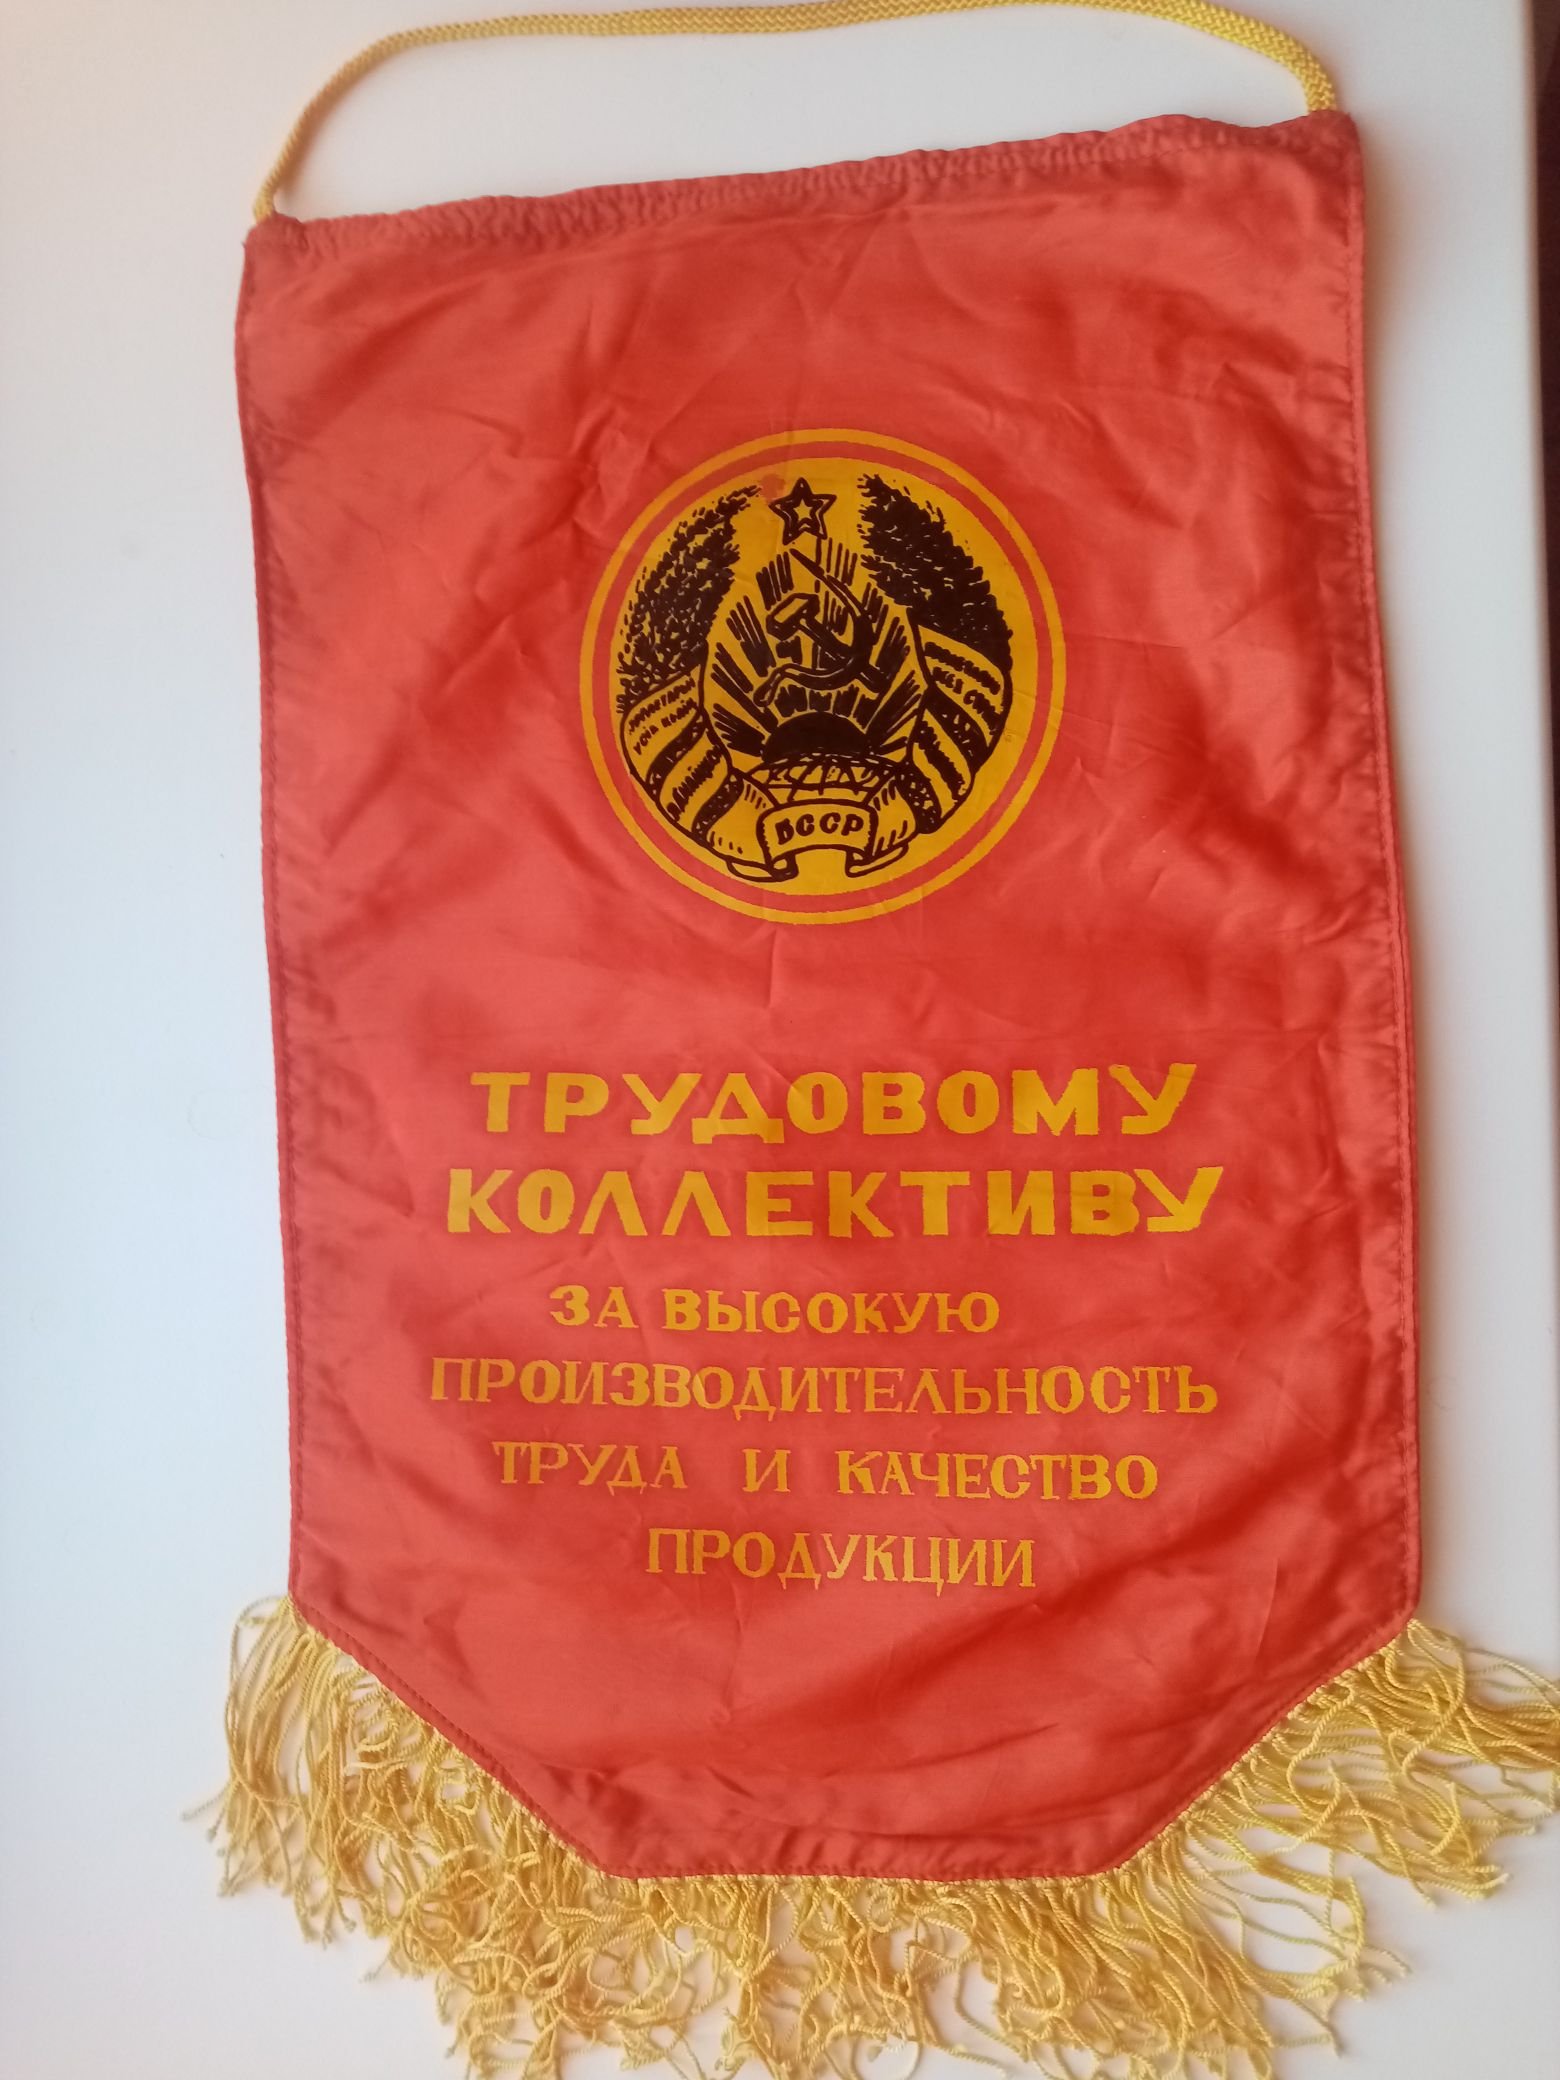 БССР
ТРУДОВОМУ
КОЛЛЕКТИВУ
ЗА ВЫСОКУЮ
ПРОИЗВОДИТЕЛЬНОСТЬ
ТРУДА И КАЧЕСТВО
ПРОДУКЦИИ